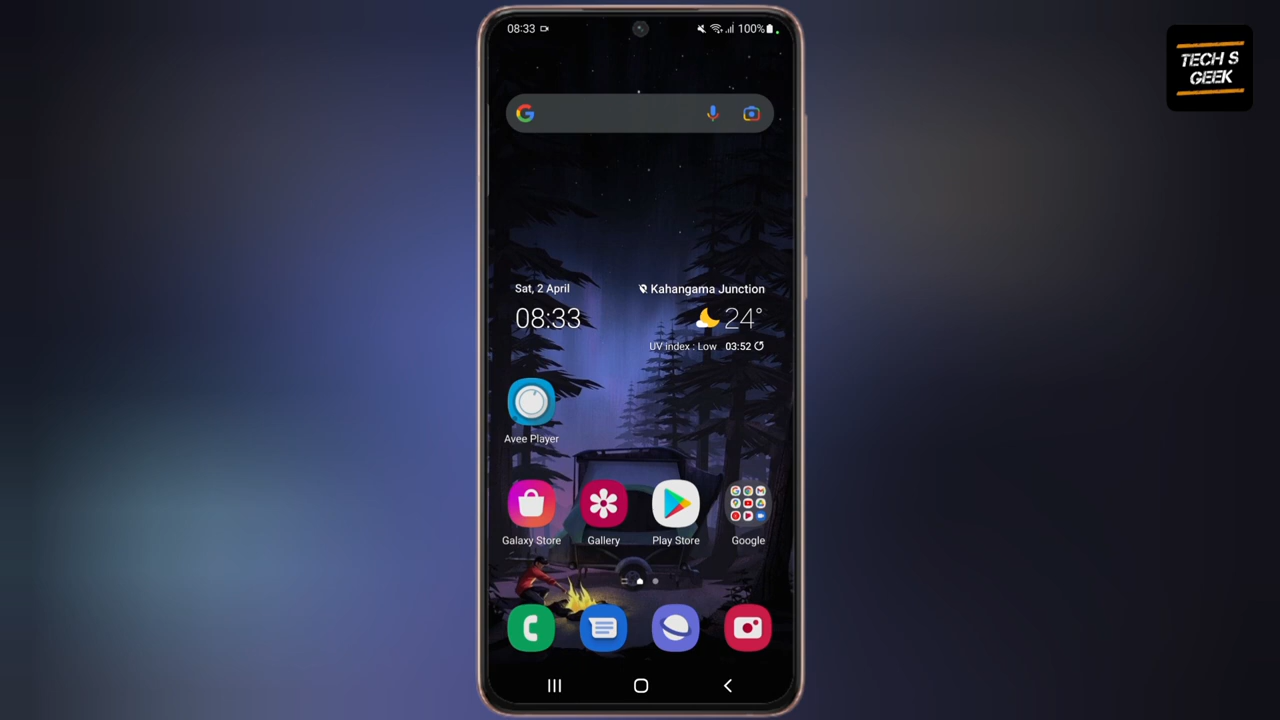 08:33
100%
TECH S
GEEK
Sat, 2 April
Kahangama Junction
08:33
24°
UV index : Low 03:52
Avee Player
Galaxy Store
Gallery
Play Store
Google